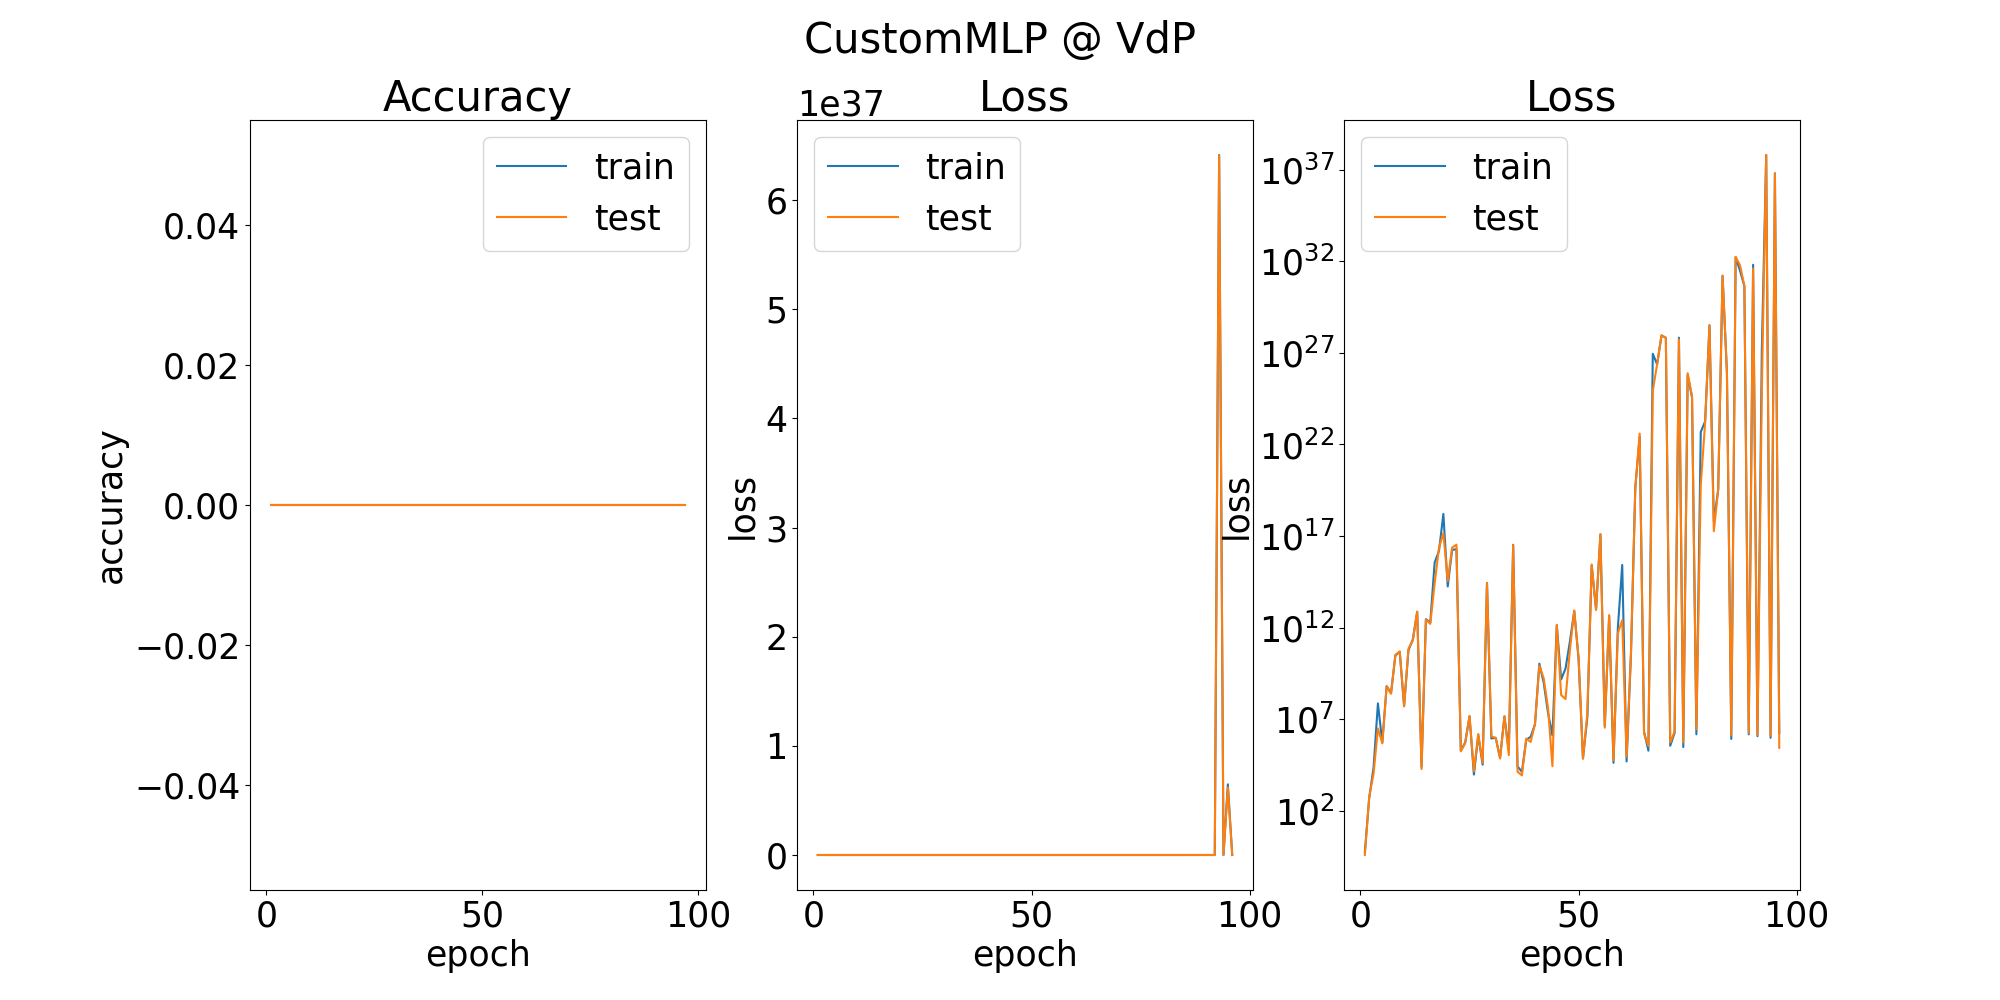 CustomMLP @ VdP
Accuracy
train
test
0.04
0.02
0.00
−0.02
−0.04
accuracy
0
50
100
epoch
Loss
1e37
train
test
6
5
4
3
2
1
0
loss
0
50
100
epoch
Loss
train
test
10^37
10^32
10^27
10^22
10^17
10^12
10^7
10^2
loss
0
50
100
epoch